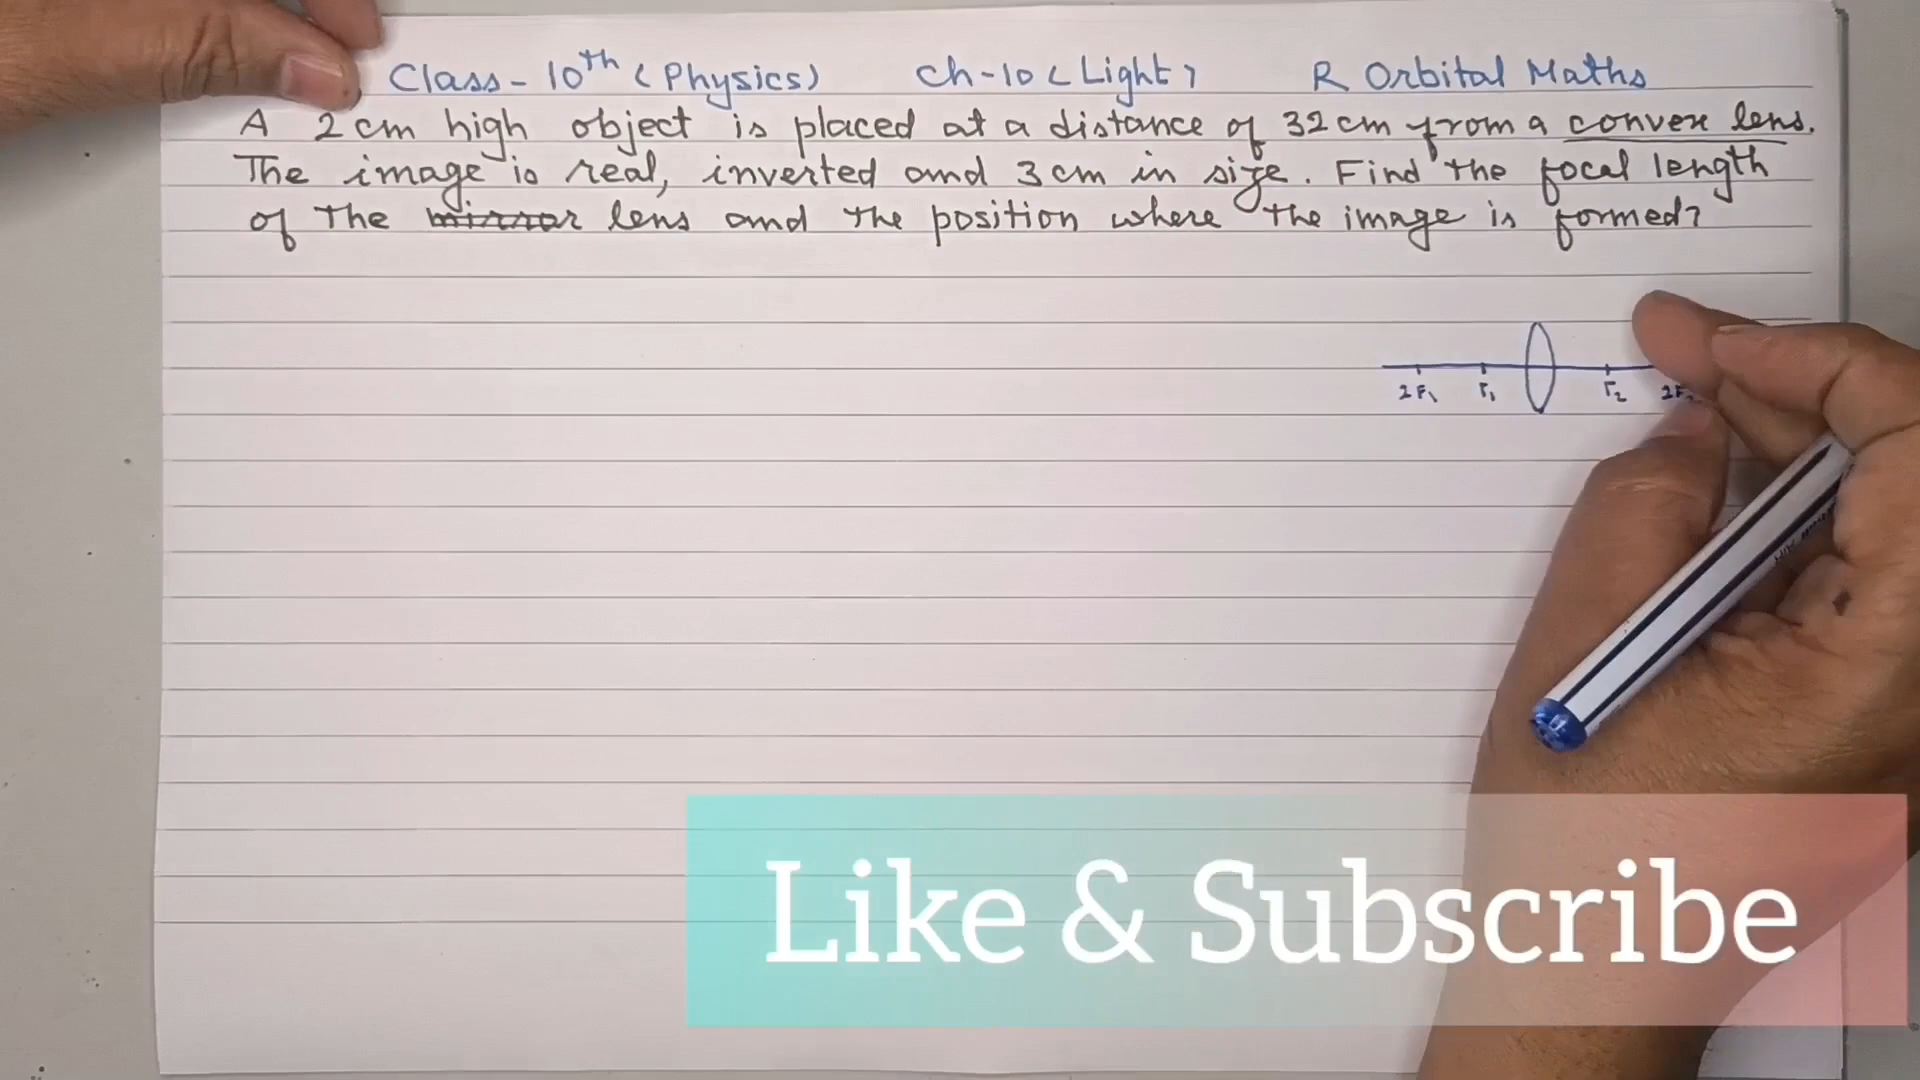 Class - 10th (Physics) Ch-10 (Light) R Orbital Maths
A 2 cm high object is placed at a distance of 32 cm from a convex lens.
The image is real, inverted and 3 cm in size. Find the focal length
of the mirror lens and the position where the image is formed?
2F1 F1 F2 2F2
Like & Subscribe